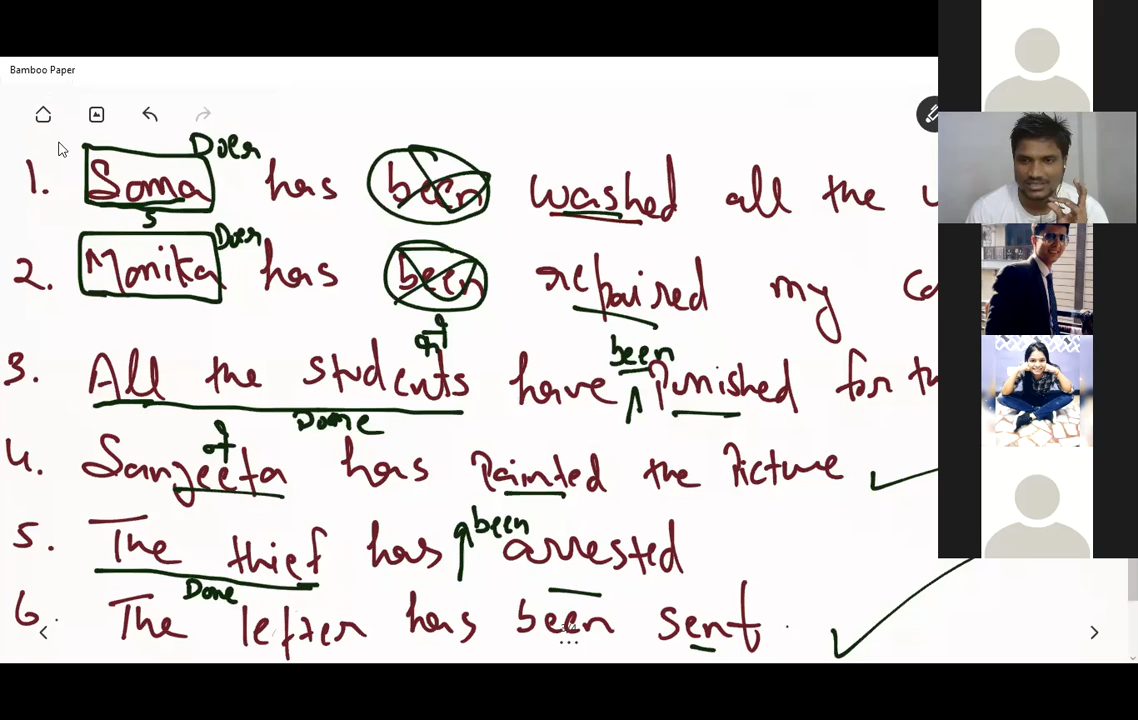 Bamboo Paper
Doer
1. Soma has been washed all the
S
Doer
2. Monika has been repaired my
been
3. All the students have Punished for
Done
4. Sangeeta has Painted the Picture
been
5. The thief has arrested
Done
6. The letter has been sent